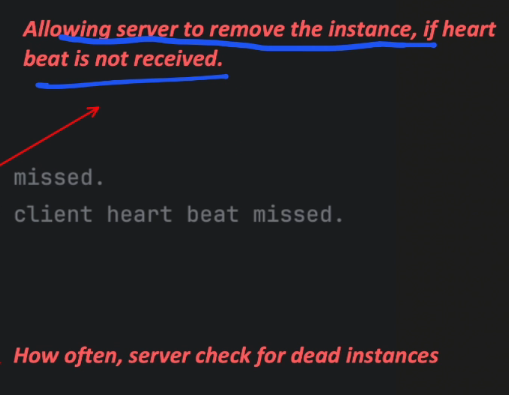 Allowing server to remove the instance, if heart
beat is not received.
missed.
client heart beat missed.
How often, server check for dead instances